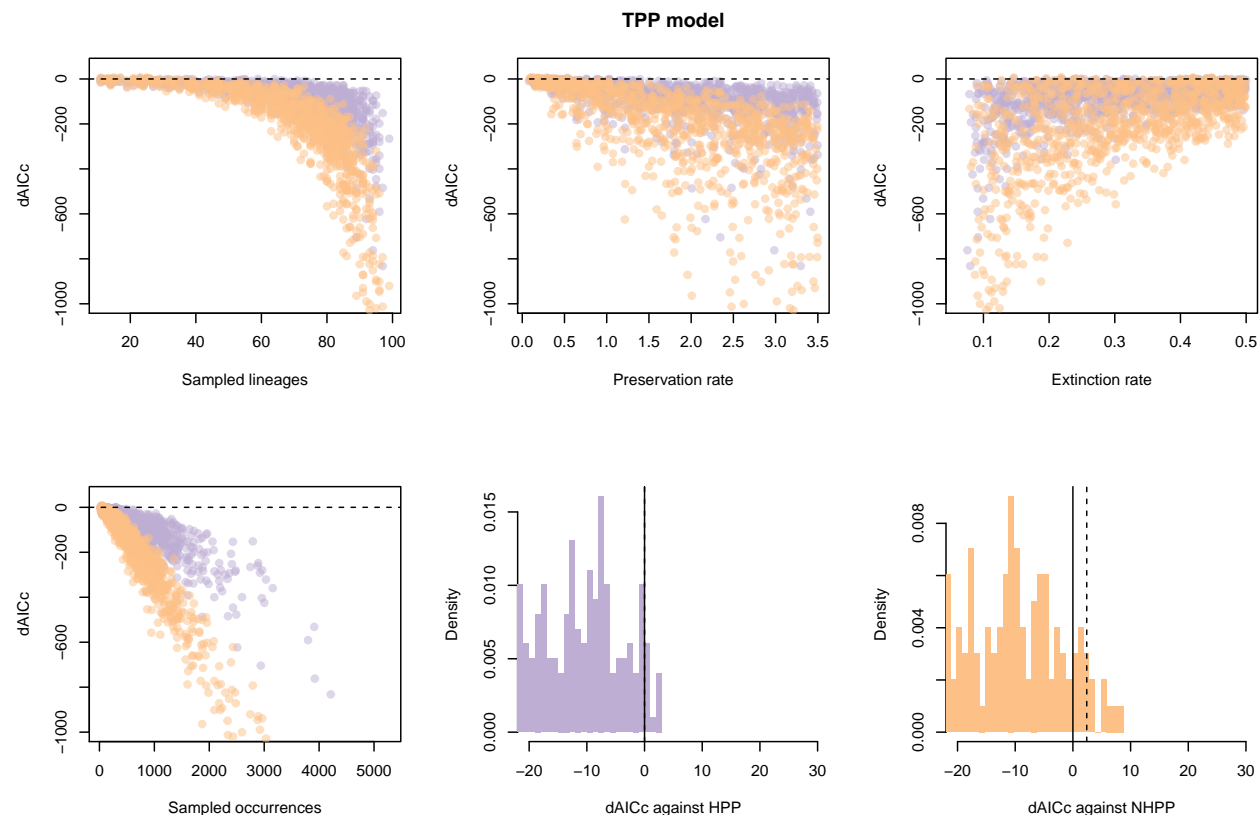 TPP model
dAICc
0
−200
−600
−1000
20 40 60 80 100
Sampled lineages
dAICc
0
−200
−600
−1000
0.0 0.5 1.0 1.5 2.0 2.5 3.0 3.5
Preservation rate
dAICc
0
−200
−600
−1000
0.1 0.2 0.3 0.4 0.5
Extinction rate
dAICc
0
−200
−600
−1000
0 1000 2000 3000 4000 5000
Sampled occurrences
Density
0.015
0.010
0.005
0.000
−20 −10 0 10 20 30
dAICc against HPP
Density
0.008
0.004
0.000
−20 −10 0 10 20 30
dAICc against NHPP